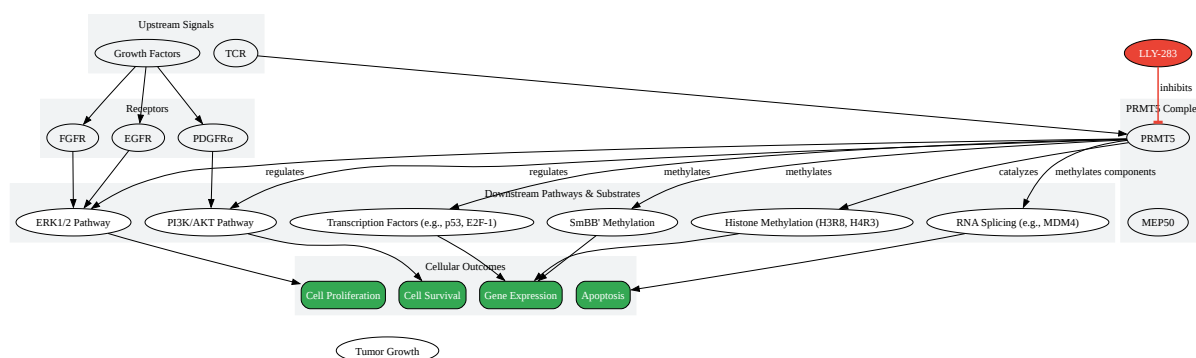 Upstream Signals
Growth Factors
TCR
LLY-283
inhibits
Receptors
PRMT5 Comple
FGFR
EGFR
PDGFRα
PRMT5
regulates
regulates
methylates
methylates
catalyzes
methylates components
Downstream Pathways & Substrates
ERK1/2 Pathway
PI3K/AKT Pathway
Transcription Factors (e.g., p53, E2F-1)
SmBB' Methylation
Histone Methylation (H3R8, H4R3)
RNA Splicing (e.g., MDM4)
MEP50
Cellular Outcomes
Cell Proliferation
Cell Survival
Gene Expression
Apoptosis
Tumor Growth